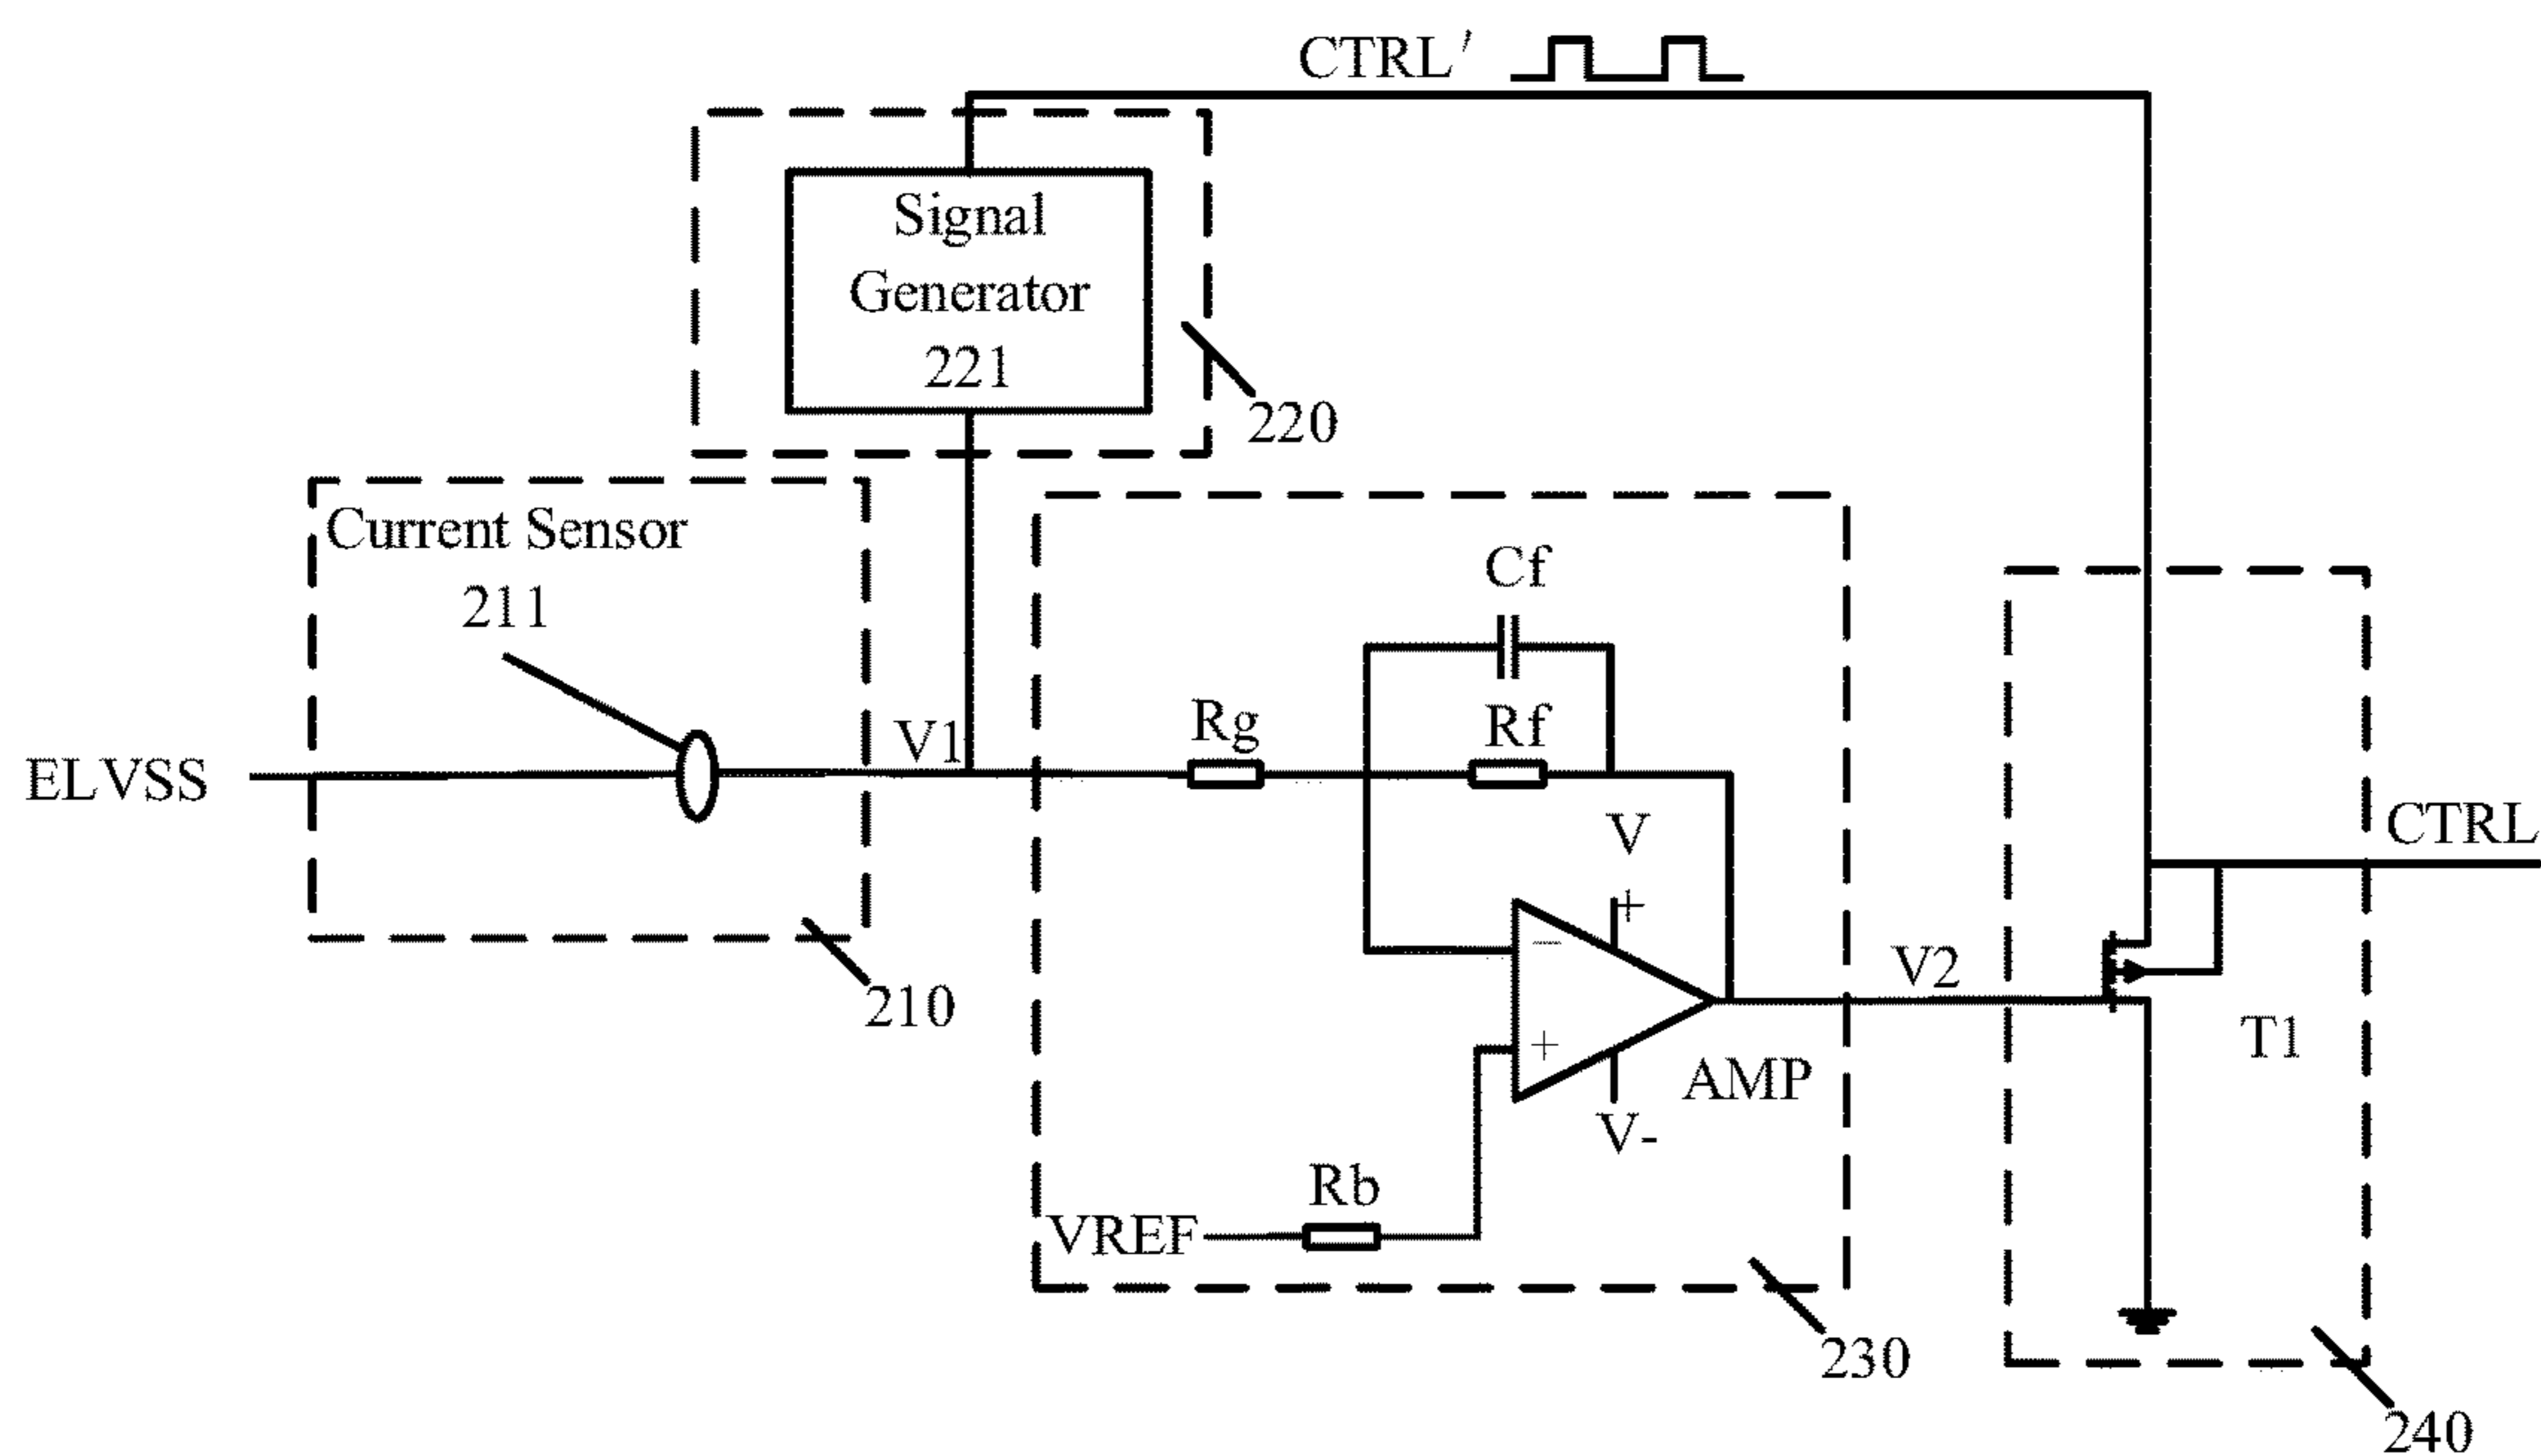 CTRL'
Signal
Generator
221
220
Current Sensor
211
Cf
Rg
Rf
V1
ELVSS
V
+
CTRL
−
210
V2
+
AMP
T1
V-
Rb
VREF
230
240